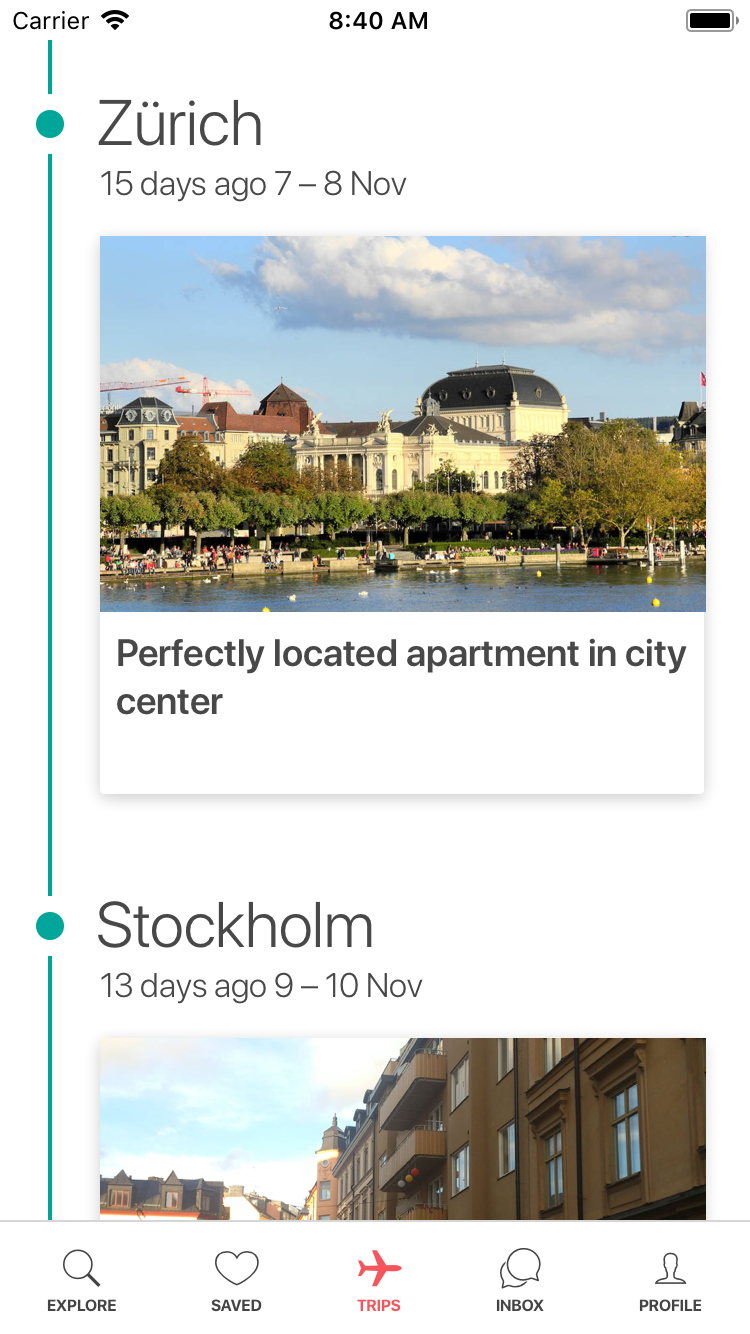 Carrier 8:40 AM
Zürich
15 days ago 7 – 8 Nov
Perfectly located apartment in city
center
Stockholm
13 days ago 9 – 10 Nov
EXPLORE SAVED TRIPS INBOX PROFILE